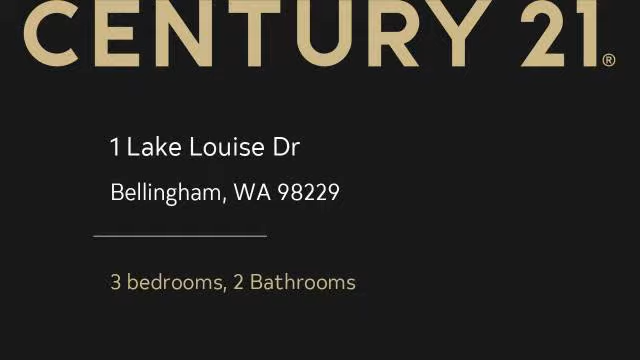 CENTURY 21®
1 Lake Louise Dr
Bellingham, WA 98229
3 bedrooms, 2 Bathrooms